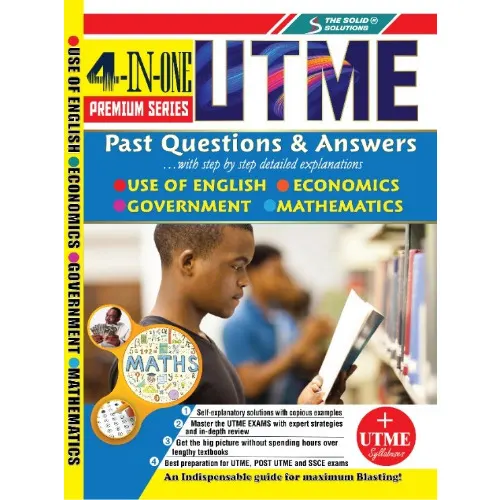 USE OF ENGLISH ECONOMICS GOVERNMENT MATHEMATICS
THE SOLID ®
SOLUTIONS
4-IN-ONE
PREMIUM SERIES
UTME
Past Questions & Answers
...with step by step detailed explanations
USE OF ENGLISH ECONOMICS
GOVERNMENT MATHEMATICS
MATHS
1 Self-explanatory solutions with copious examples
2 Master the UTME EXAMS with expert strategies
and in-depth review
3 Get the big picture without spending hours over
lengthy textbooks
4 Best preparation for UTME, POST UTME and SSCE exams
+
UTME
Syllabuses
An Indispensable guide for maximum Blasting!